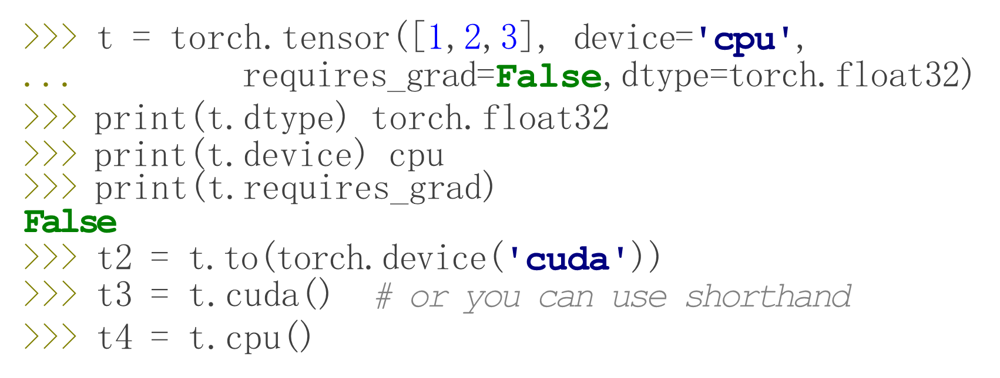 >>> t = torch.tensor([1,2,3], device='cpu',
...         requires_grad=False,dtype=torch.float32)
>>> print(t.dtype) torch.float32
>>> print(t.device) cpu
>>> print(t.requires_grad)
False
>>> t2 = t.to(torch.device('cuda'))
>>> t3 = t.cuda()  # or you can use shorthand
>>> t4 = t.cpu()